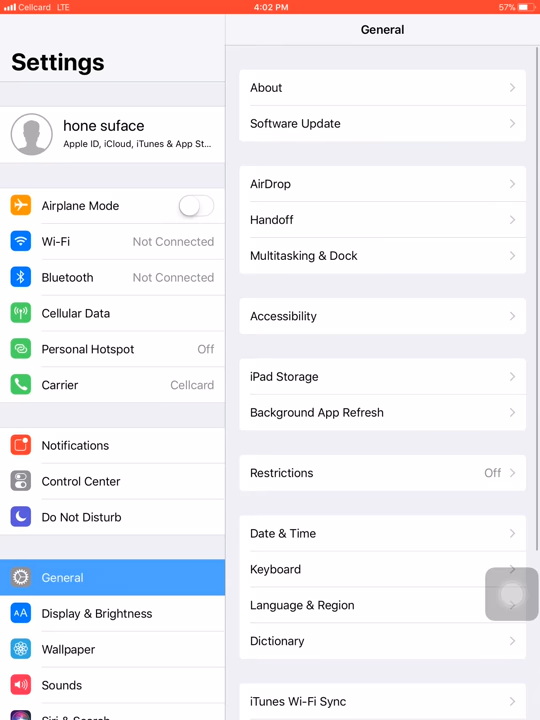 Cellcard LTE 4:02 PM 57%
Settings
hone suface
Apple ID, iCloud, iTunes & App St...
Airplane Mode
Wi-Fi Not Connected
Bluetooth Not Connected
Cellular Data
Personal Hotspot Off
Carrier Cellcard
Notifications
Control Center
Do Not Disturb
General
AA Display & Brightness
Wallpaper
Sounds
Siri & Search
General
About
Software Update
AirDrop
Handoff
Multitasking & Dock
Accessibility
iPad Storage
Background App Refresh
Restrictions Off
Date & Time
Keyboard
Language & Region
Dictionary
iTunes Wi-Fi Sync